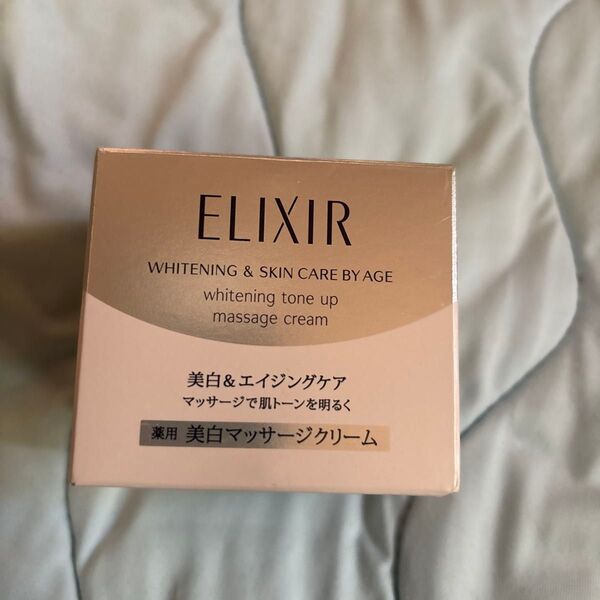 ELIXIR
WHITENING & SKIN CARE BY AGE
whitening tone up
massage cream
美白&エイジングケア
マッサージで肌トーンを明るく
薬用 美白マッサージクリーム